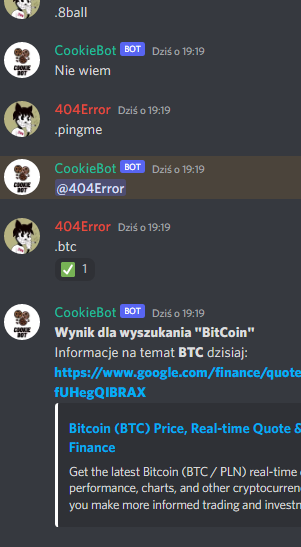 .8ball
CookieBot BOT Dziś o 19:19
Nie wiem
404Error Dziś o 19:19
.pingme
CookieBot BOT Dziś o 19:19
@404Error
404Error Dziś o 19:19
.btc
1
CookieBot BOT Dziś o 19:19
Wynik dla wyszukania "BitCoin"
Informacje na temat BTC dzisiaj:
https://www.google.com/finance/quote
fUHegQIBRAX
Bitcoin (BTC) Price, Real-time Quote &
Finance
Get the latest Bitcoin (BTC / PLN) real-time
performance, charts, and other cryptocurren
you make more informed trading and investm